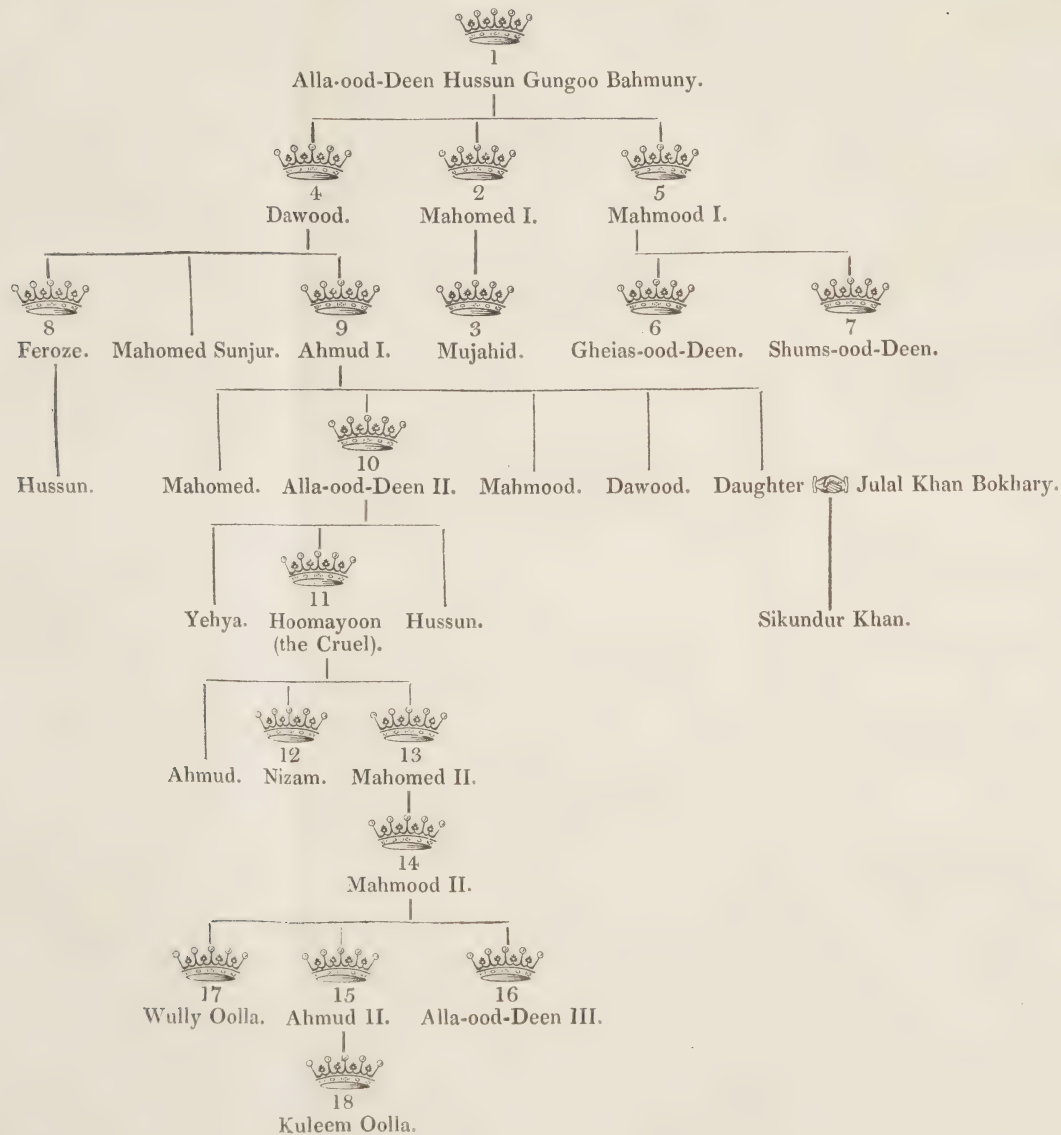 1
Alla-ood-Deen Hussun Gungoo Bahmuny.
4 2 5
Dawood. Mahomed I. Mahmood I.
8 9 3 6 7
Feroze. Mahomed Sunjur. Ahmud I. Mujahid. Gheias-ood-Deen. Shums-ood-Deen.
10
Hussun. Mahomed. Alla-ood-Deen II. Mahmood. Dawood. Daughter Julal Khan Bokhary.
11
Yehya. Hoomayoon Hussun. Sikundur Khan.
(the Cruel).
12 13
Ahmud. Nizam. Mahomed II.
14
Mahmood II.
17 15 16
Wully Oolla. Ahmud II. Alla-ood-Deen III.
18
Kuleem Oolla.